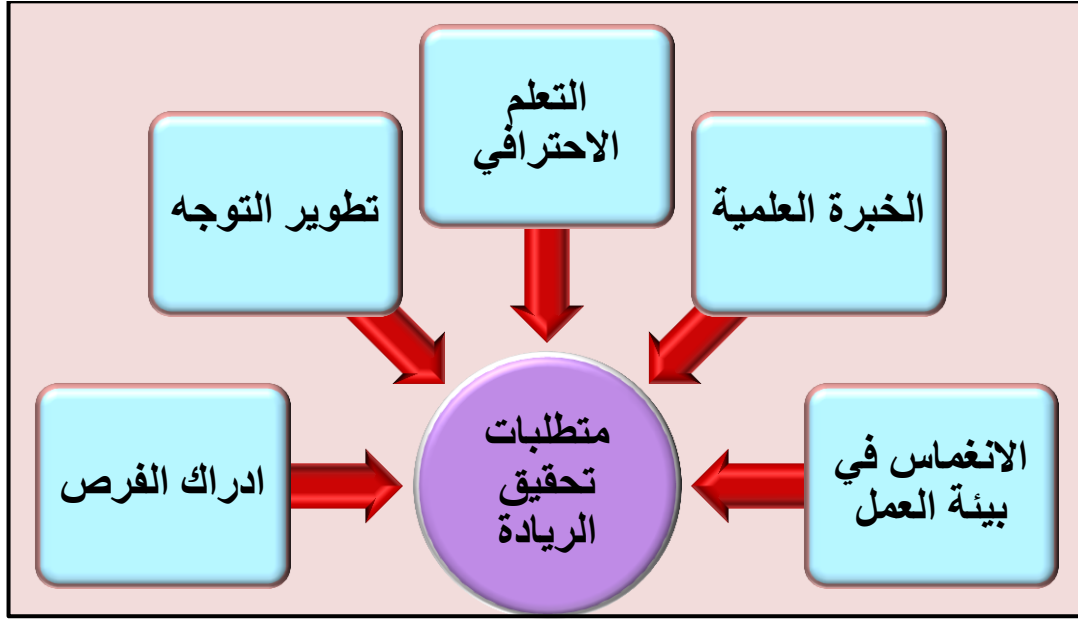 التعلم
الاحترافي
الخبرة العلمية
تطوير التوجه
الانغماس في
بيئة العمل
متطلبات
تحقيق
الريادة
ادراك الفرص